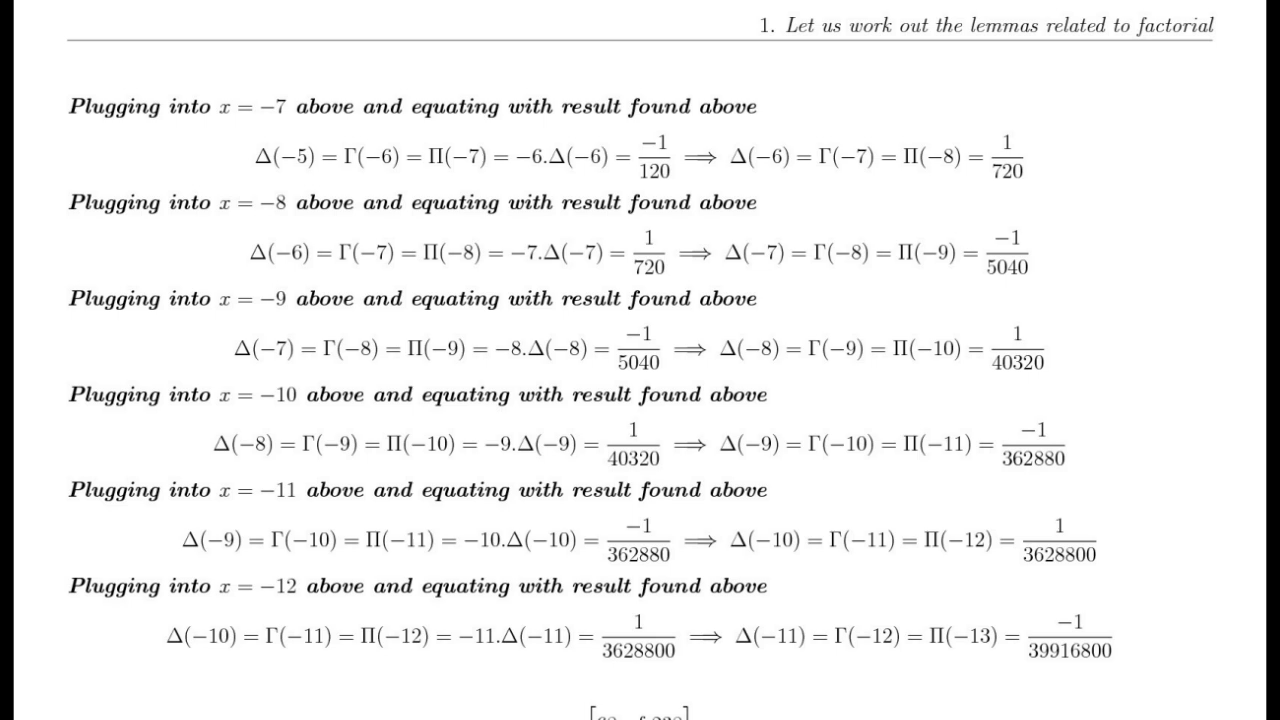 1. Let us work out the lemmas related to factorial
Plugging into x = −7 above and equating with result found above
Δ(−5) = Γ(−6) = Π(−7) = −6.Δ(−6) = −1/120 ⟹ Δ(−6) = Γ(−7) = Π(−8) = 1/720
Plugging into x = −8 above and equating with result found above
Δ(−6) = Γ(−7) = Π(−8) = −7.Δ(−7) = 1/720 ⟹ Δ(−7) = Γ(−8) = Π(−9) = −1/5040
Plugging into x = −9 above and equating with result found above
Δ(−7) = Γ(−8) = Π(−9) = −8.Δ(−8) = −1/5040 ⟹ Δ(−8) = Γ(−9) = Π(−10) = 1/40320
Plugging into x = −10 above and equating with result found above
Δ(−8) = Γ(−9) = Π(−10) = −9.Δ(−9) = 1/40320 ⟹ Δ(−9) = Γ(−10) = Π(−11) = −1/362880
Plugging into x = −11 above and equating with result found above
Δ(−9) = Γ(−10) = Π(−11) = −10.Δ(−10) = −1/362880 ⟹ Δ(−10) = Γ(−11) = Π(−12) = 1/3628800
Plugging into x = −12 above and equating with result found above
Δ(−10) = Γ(−11) = Π(−12) = −11.Δ(−11) = 1/3628800 ⟹ Δ(−11) = Γ(−12) = Π(−13) = −1/39916800